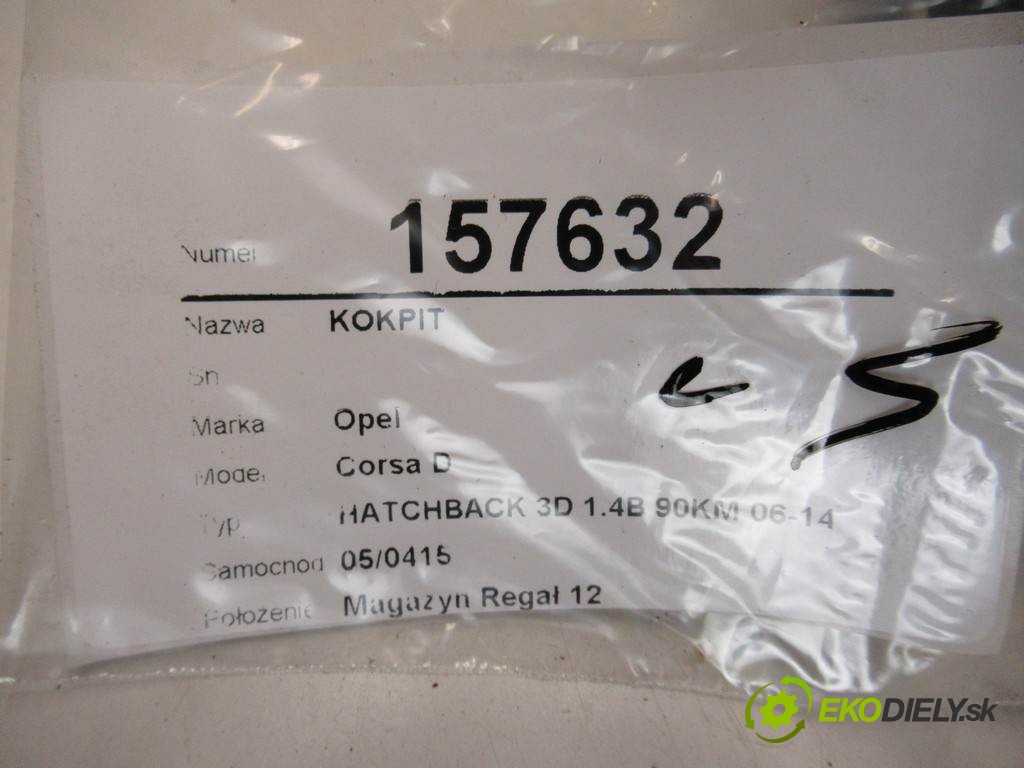 Numer 157632
Nazwa KOKPIT
Sn
Marka Opel
Model Corsa D
Typ HATCHBACK 3D 1.4B 90KM 06-14
Samochod 05/0415
Położenie Magazyn Regał 12
EKODIELY.sk